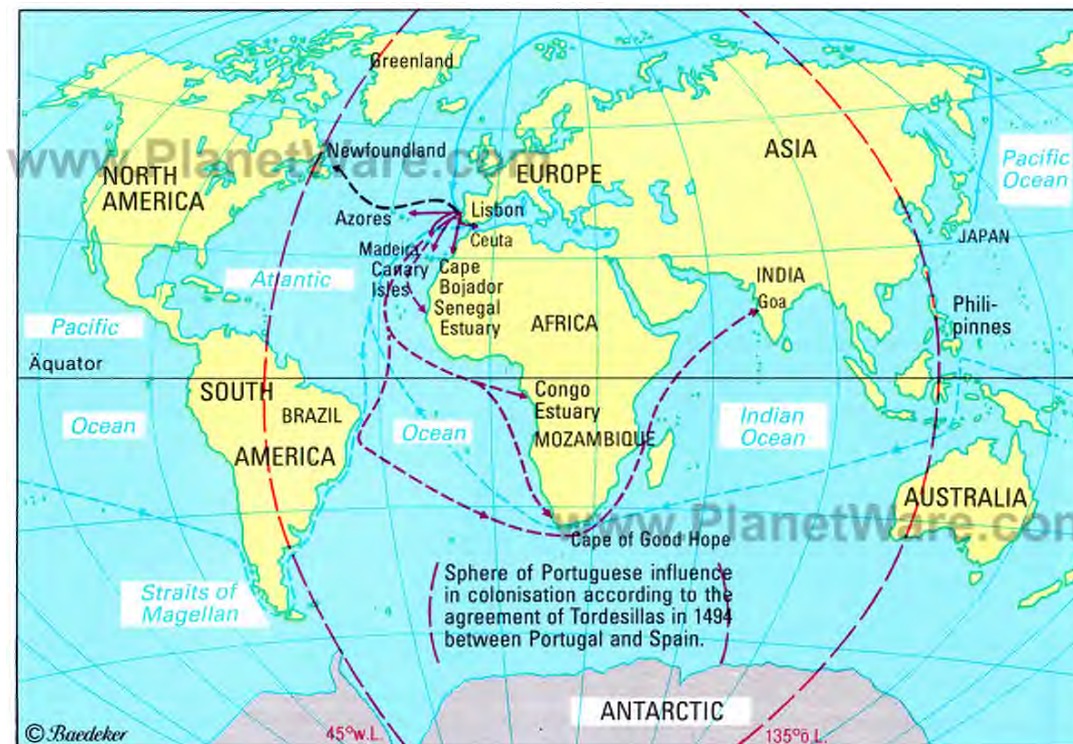 Greenland
www.PlanetWare.com
Newfoundland
NORTH
AMERICA
EUROPE
ASIA
Pacific
Ocean
Azores
Lisbon
Ceuta
JAPAN
Madeira
Canary
Isles
Cape
Bojador
Senegal
Estuary
Atlantic
INDIA
Goa
Phili-
pinnes
Pacific
AFRICA
Äquator
SOUTH
BRAZIL
AMERICA
Congo
Estuary
MOZAMBIQUE
Ocean
Ocean
Indian
Ocean
AUSTRALIA
www.PlanetWare.com
Cape of Good Hope
Straits of
Magellan
Sphere of Portuguese influence
in colonisation according to the
agreement of Tordesillas in 1494
between Portugal and Spain.
ANTARCTIC
© Baedeker
45°w.L.
135°ö.L.